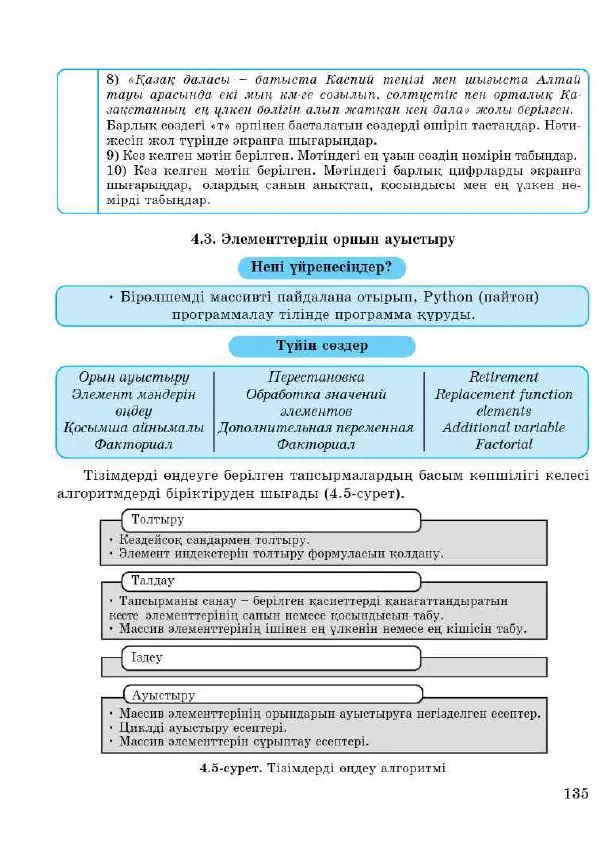 8) «Қазақ даласы – батыста Каспий теңізі мен шығыста Алтай
тауы арасында екі мың км-ге созылып, солтүстік пен орталық Қа-
зақстанның ең үлкен бөлігін алып жатқан кең дала» жолы берілген.
Барлық сөздегі «т» әрпінен басталатын сөздерді өшіріп тастаңдар. Нәти-
жесін жол түрінде экранға шығарыңдар.
9) Кез келген мәтін берілген. Мәтіндегі ең ұзын сөздің нөмірін табыңдар.
10) Кез келген мәтін берілген. Мәтіндегі барлық цифрларды экранға
шығарыңдар, олардың санын анықтап, қосындысы мен ең үлкен нө-
мірді табыңдар.
4.3. Элементтердің орнын ауыстыру
Нені үйренесіңдер?
• Бірөлшемді массивті пайдалана отырып, Python (пайтон)
программалау тілінде программа құруды.
Түйін сөздер
Орын ауыстыру
Элемент мәндерін
өңдеу
Қосымша айнымалы
Факториал
Перестановка
Обработка значений
элементов
Дополнительная переменная
Факториал
Retirement
Replacement function
elements
Additional variable
Factorial
Тізімдерді өңдеуге берілген тапсырмалардың басым көпшілігі келесі
алгоритмдерді біріктіруден шығады (4.5-сурет).
Толтыру
• Кездейсоқ сандармен толтыру.
• Элемент индекстерін толтыру формуласын қолдану.
Талдау
• Тапсырманы санау – берілген қасиеттерді қанағаттандыратын
кесте элементтерінің санын немесе қосындысын табу.
• Массив элементтерінің ішінен ең үлкенін немесе ең кішісін табу.
Іздеу
Ауыстыру
• Массив элементтерінің орындарын ауыстыруға негізделген есептер.
• Циклді ауыстыру есептері.
• Массив элементтерін сұрыптау есептері.
4.5-сурет. Тізімдерді өңдеу алгоритмі
135